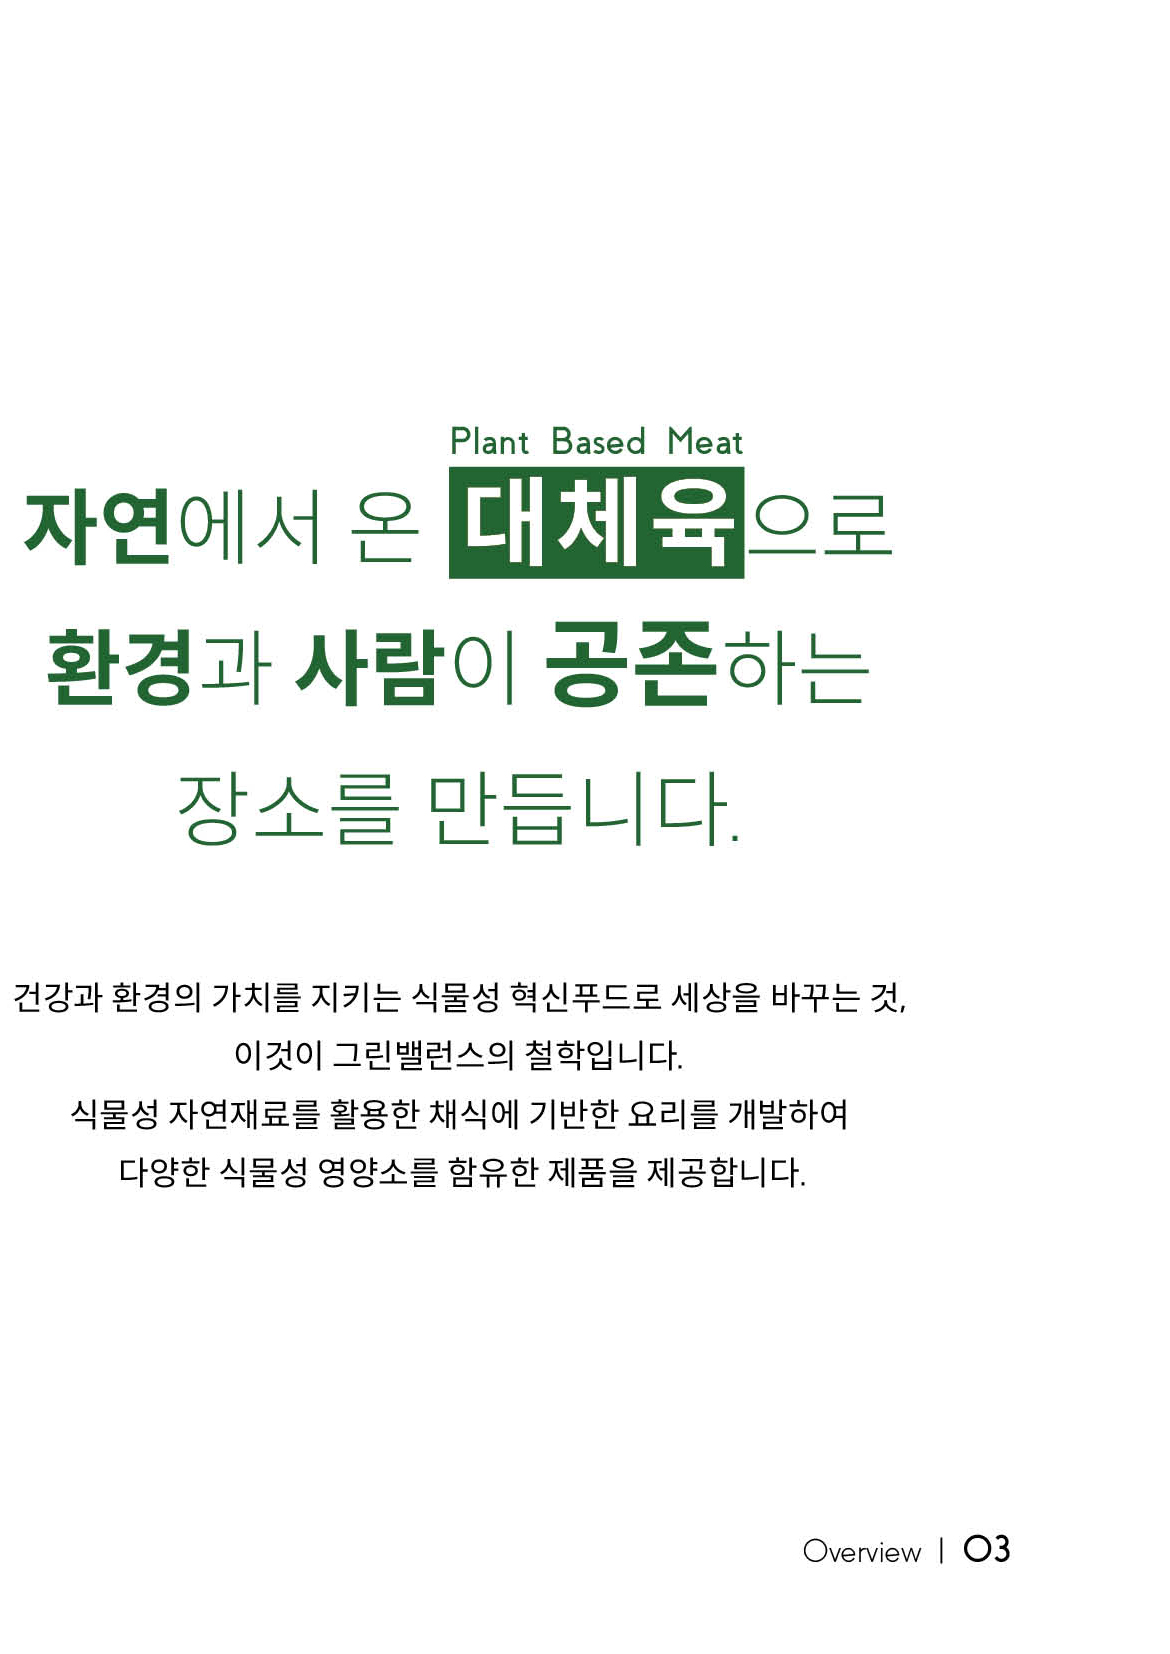 Plant Based Meat
자연에서 온 대체육으로
환경과 사람이 공존하는
장소를 만듭니다.
건강과 환경의 가치를 지키는 식물성 혁신푸드로 세상을 바꾸는 것,
이것이 그린밸런스의 철학입니다.
식물성 자연재료를 활용한 채식에 기반한 요리를 개발하여
다양한 식물성 영양소를 함유한 제품을 제공합니다.
Overview | 03